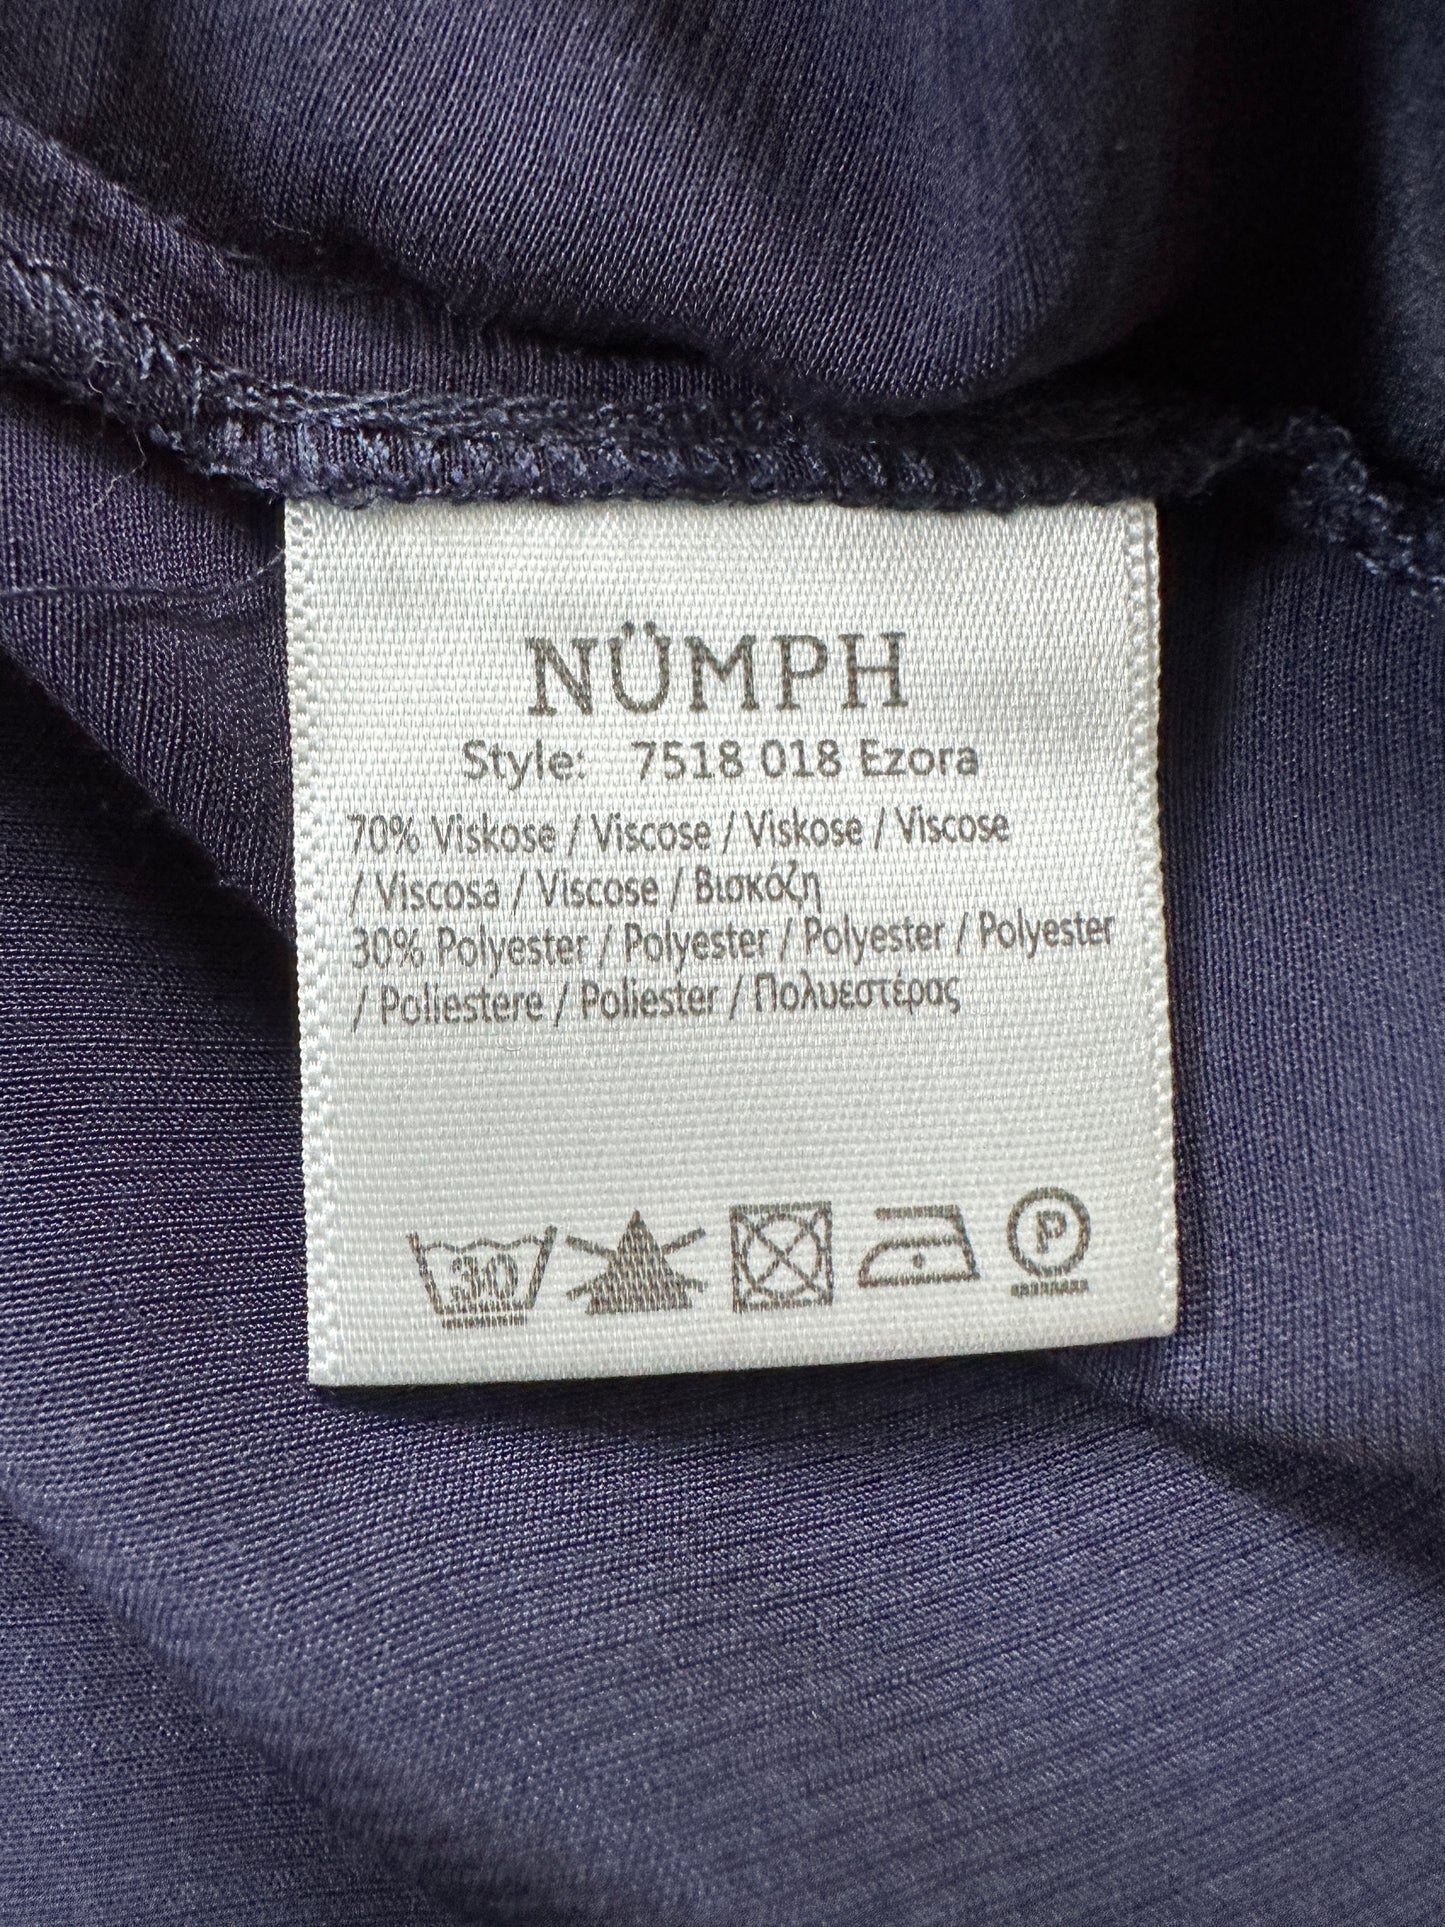 NÜMPH
Style: 7518 018 Ezora
70% Viskose / Viscose / Viskose / Viscose
/ Viscosa / Viscose / Βισκόζη
30% Polyester / Polyester / Polyester / Polyester
/ Poliestere / Poliester / Πολυεστέρας
30 P